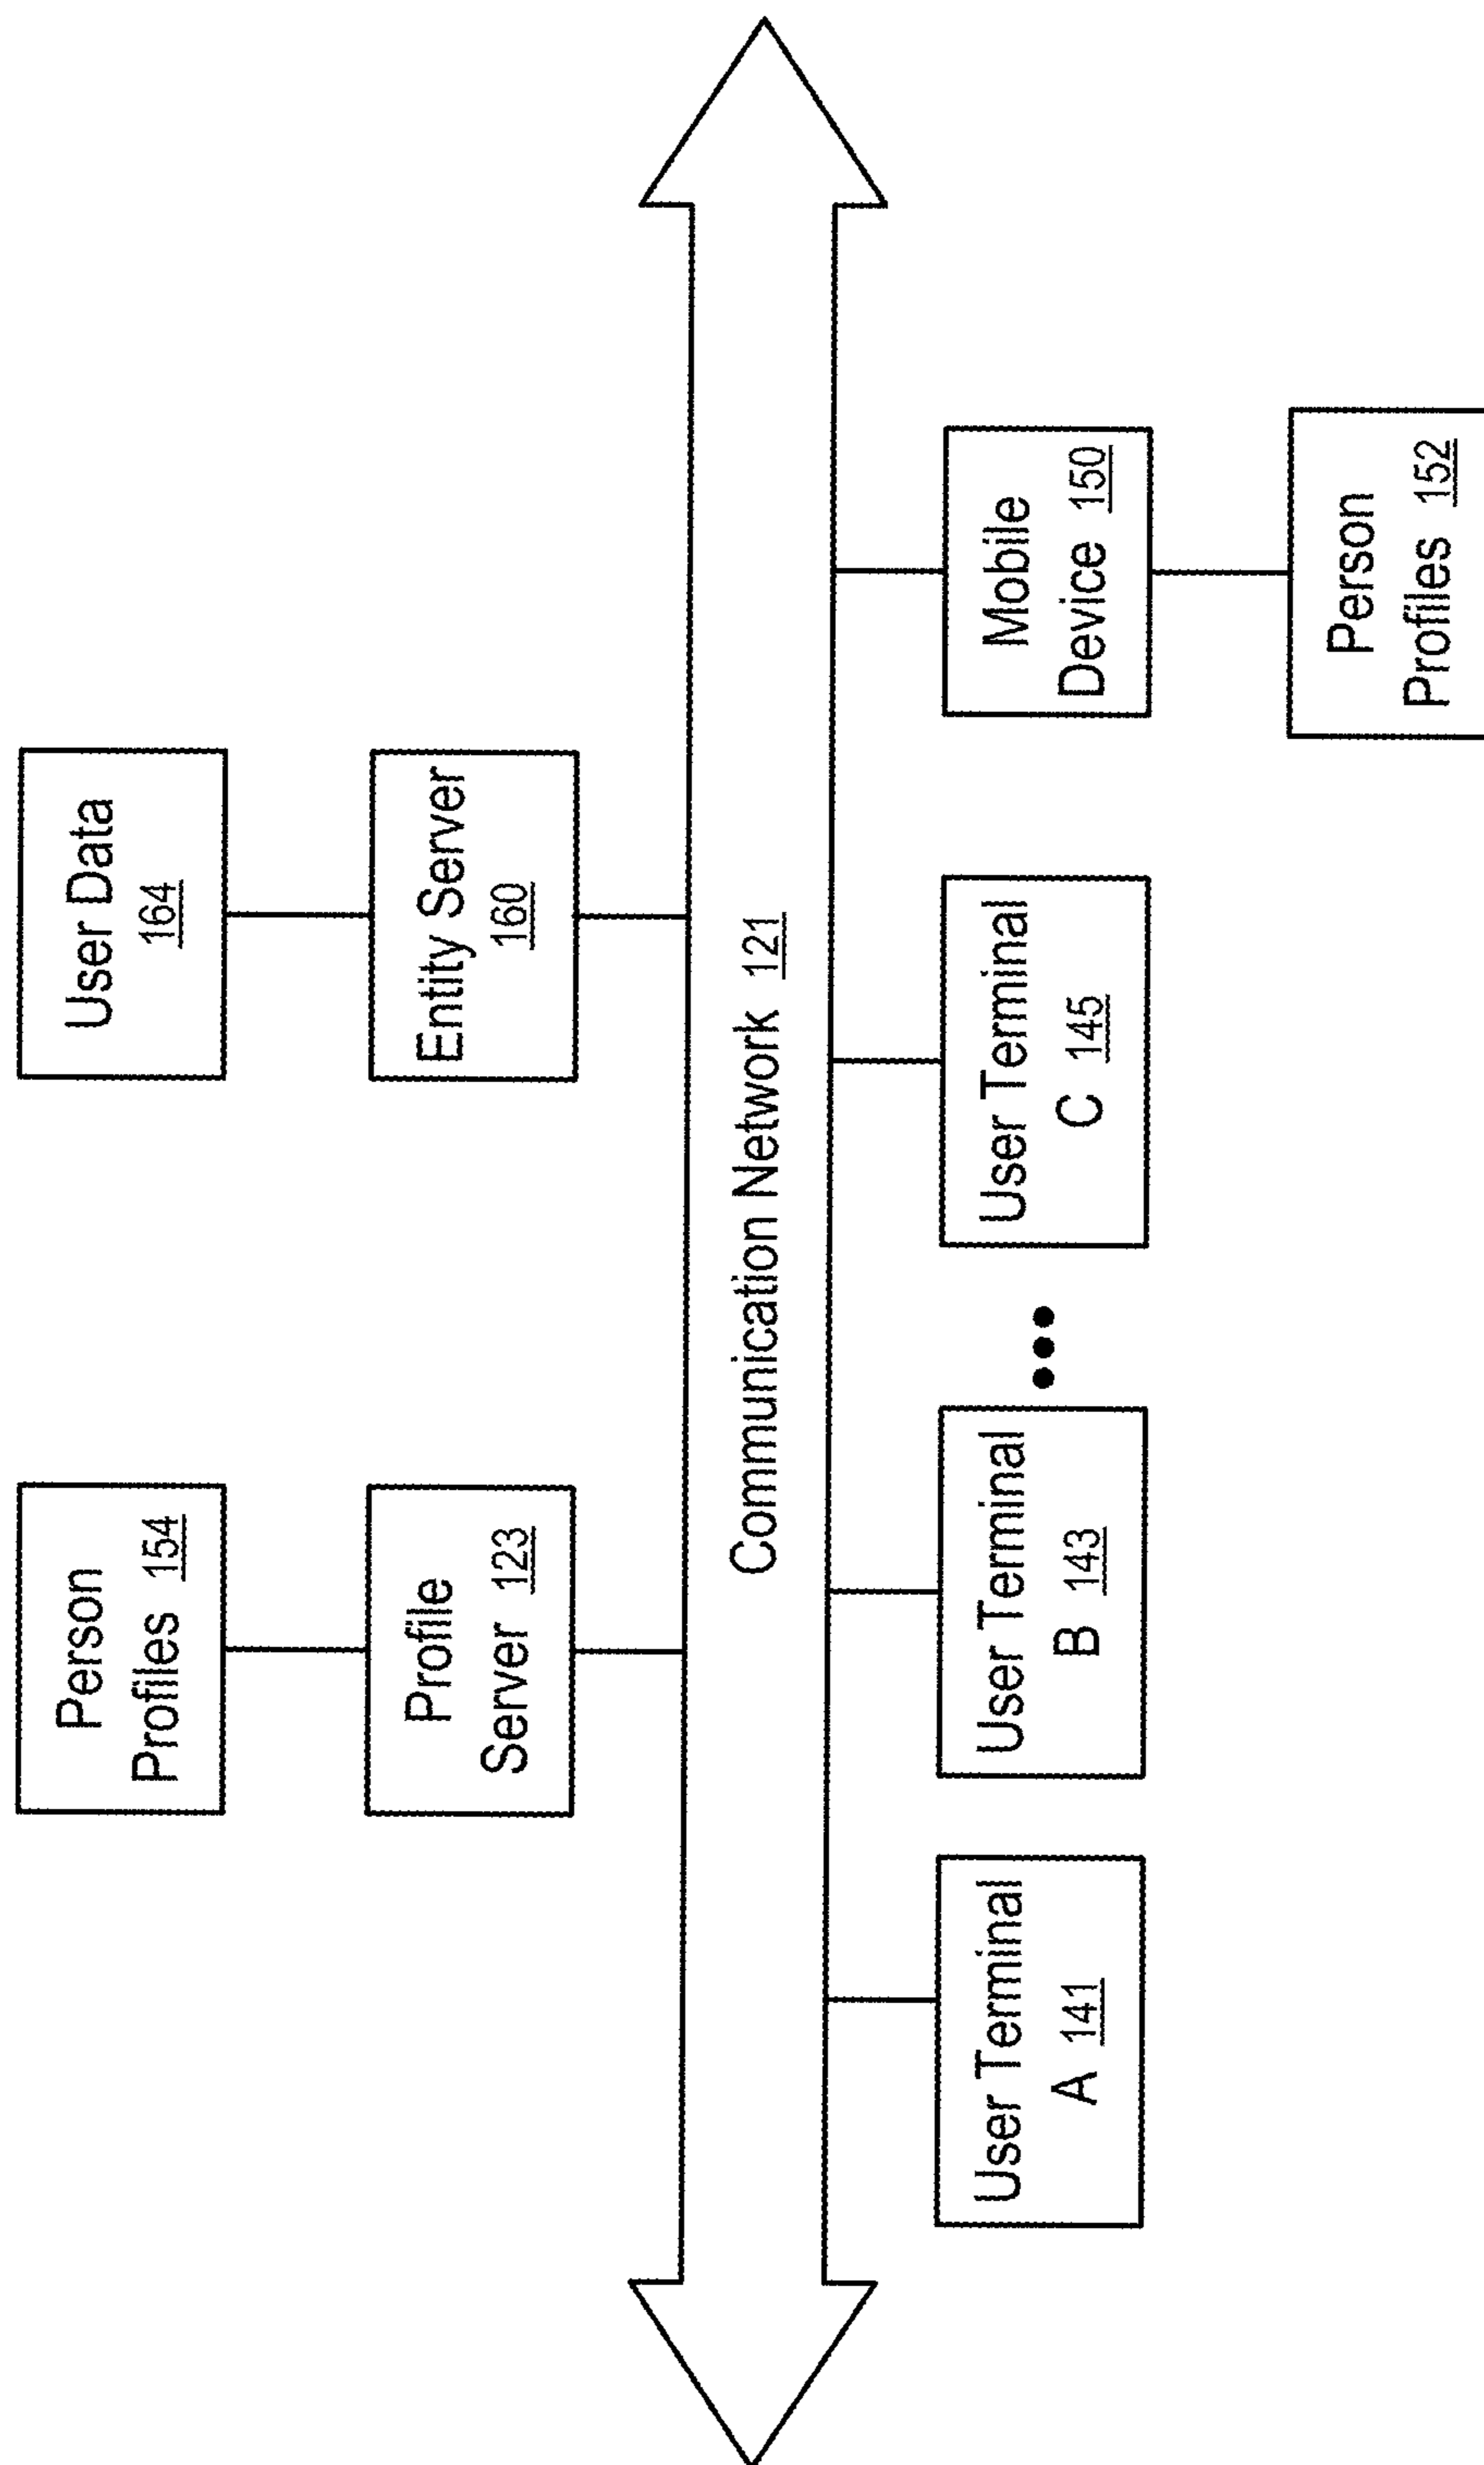 Person
Profiles 154
User Data
164
Profile
Server 123
Entity Server
160
Communication Network 121
User Terminal
A 141
User Terminal
B 143
•••
User Terminal
C 145
Mobile
Device 150
Person
Profiles 152